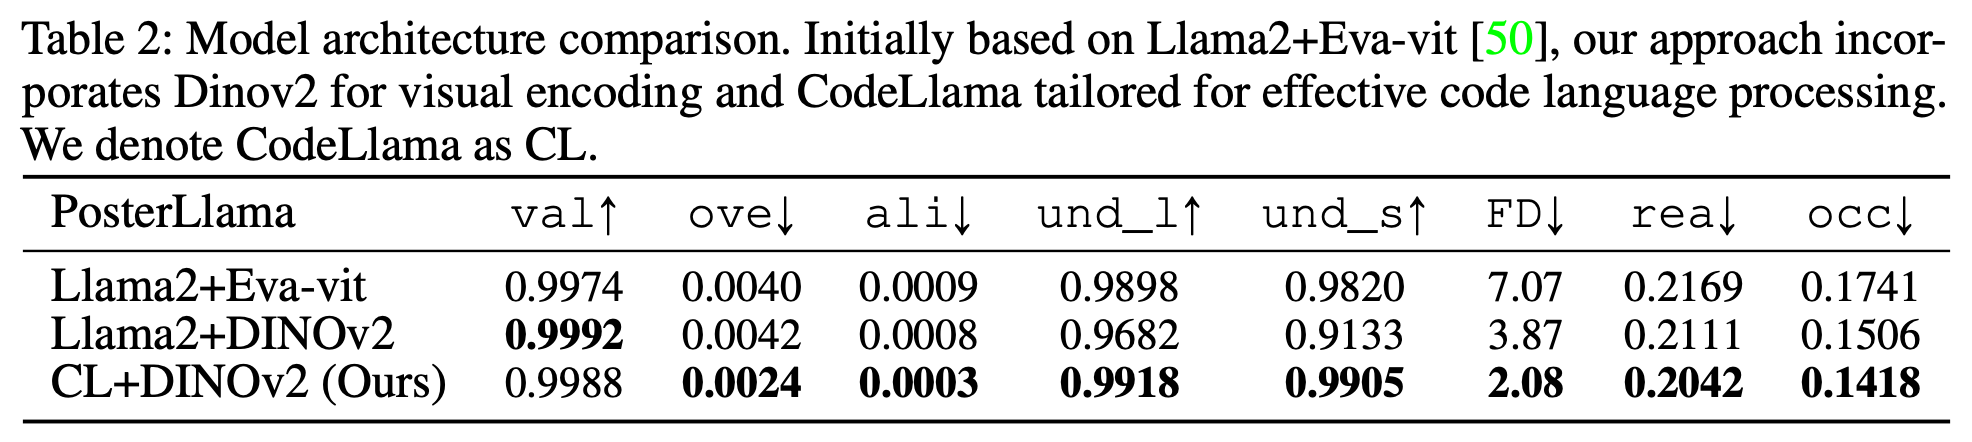 Table 2: Model architecture comparison. Initially based on Llama2+Eva-vit [50], our approach incor-
porates Dinov2 for visual encoding and CodeLlama tailored for effective code language processing.
We denote CodeLlama as CL.
PosterLlama val↑ ove↓ ali↓ und_l↑ und_s↑ FD↓ rea↓ occ↓
Llama2+Eva-vit 0.9974 0.0040 0.0009 0.9898 0.9820 7.07 0.2169 0.1741
Llama2+DINOv2 0.9992 0.0042 0.0008 0.9682 0.9133 3.87 0.2111 0.1506
CL+DINOv2 (Ours) 0.9988 0.0024 0.0003 0.9918 0.9905 2.08 0.2042 0.1418